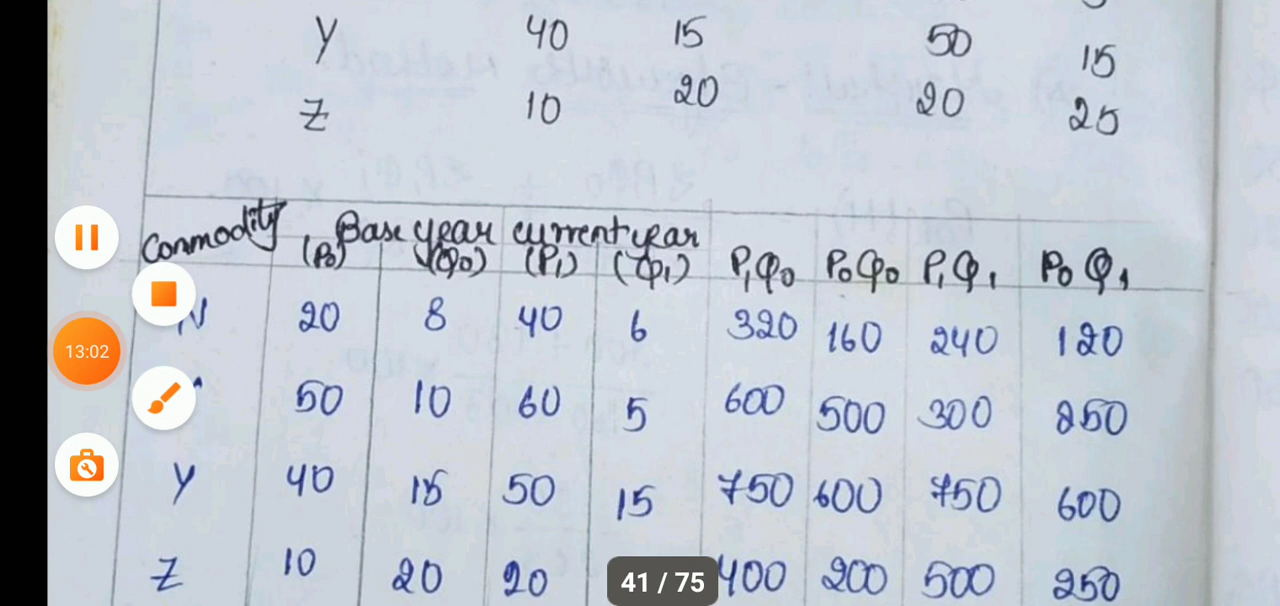 Y 40 15 50 15
Z 10 20 20 25
Commodity Base year current year
(P0) (q0) (P1) (q1) P1q0 P0q0 P1q1 P0q1
N 20 8 40 6 320 160 240 120
50 10 60 5 600 500 300 250
Y 40 15 50 15 750 600 750 600
Z 10 20 20 400 200 500 250
13:02
41 / 75